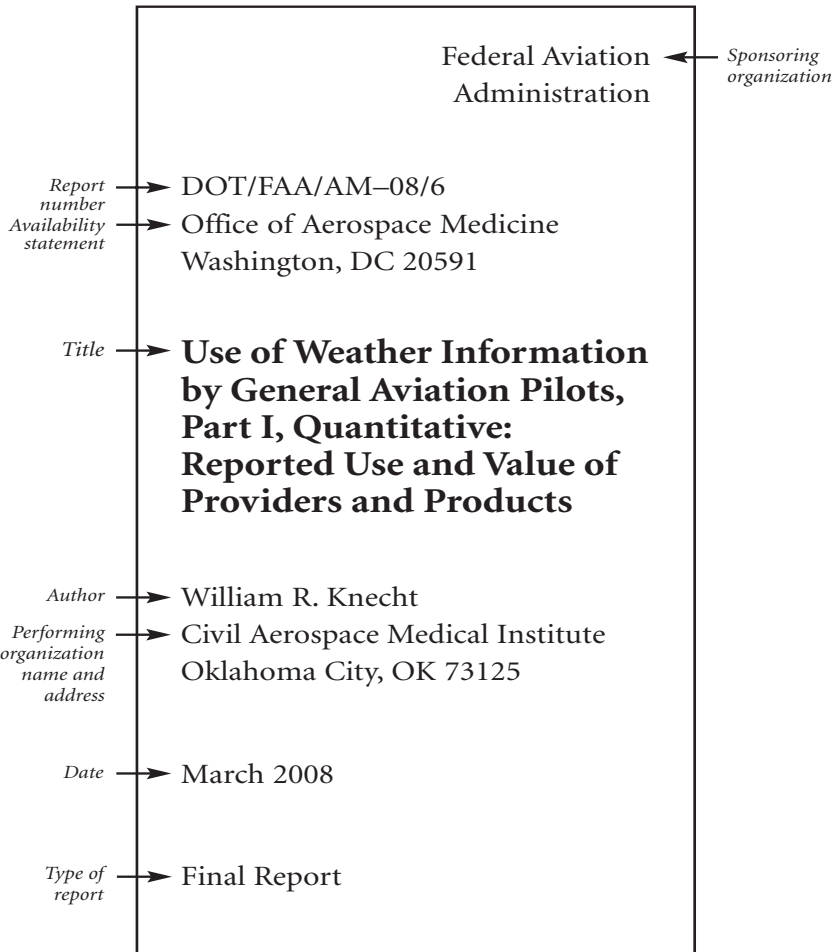 Federal Aviation
Administration
Sponsoring
organization
Report
number
DOT/FAA/AM–08/6
Availability
statement
Office of Aerospace Medicine
Washington, DC 20591
Title
Use of Weather Information
by General Aviation Pilots,
Part I, Quantitative:
Reported Use and Value of
Providers and Products
Author
William R. Knecht
Performing
organization
name and
address
Civil Aerospace Medical Institute
Oklahoma City, OK 73125
Date
March 2008
Type of
report
Final Report